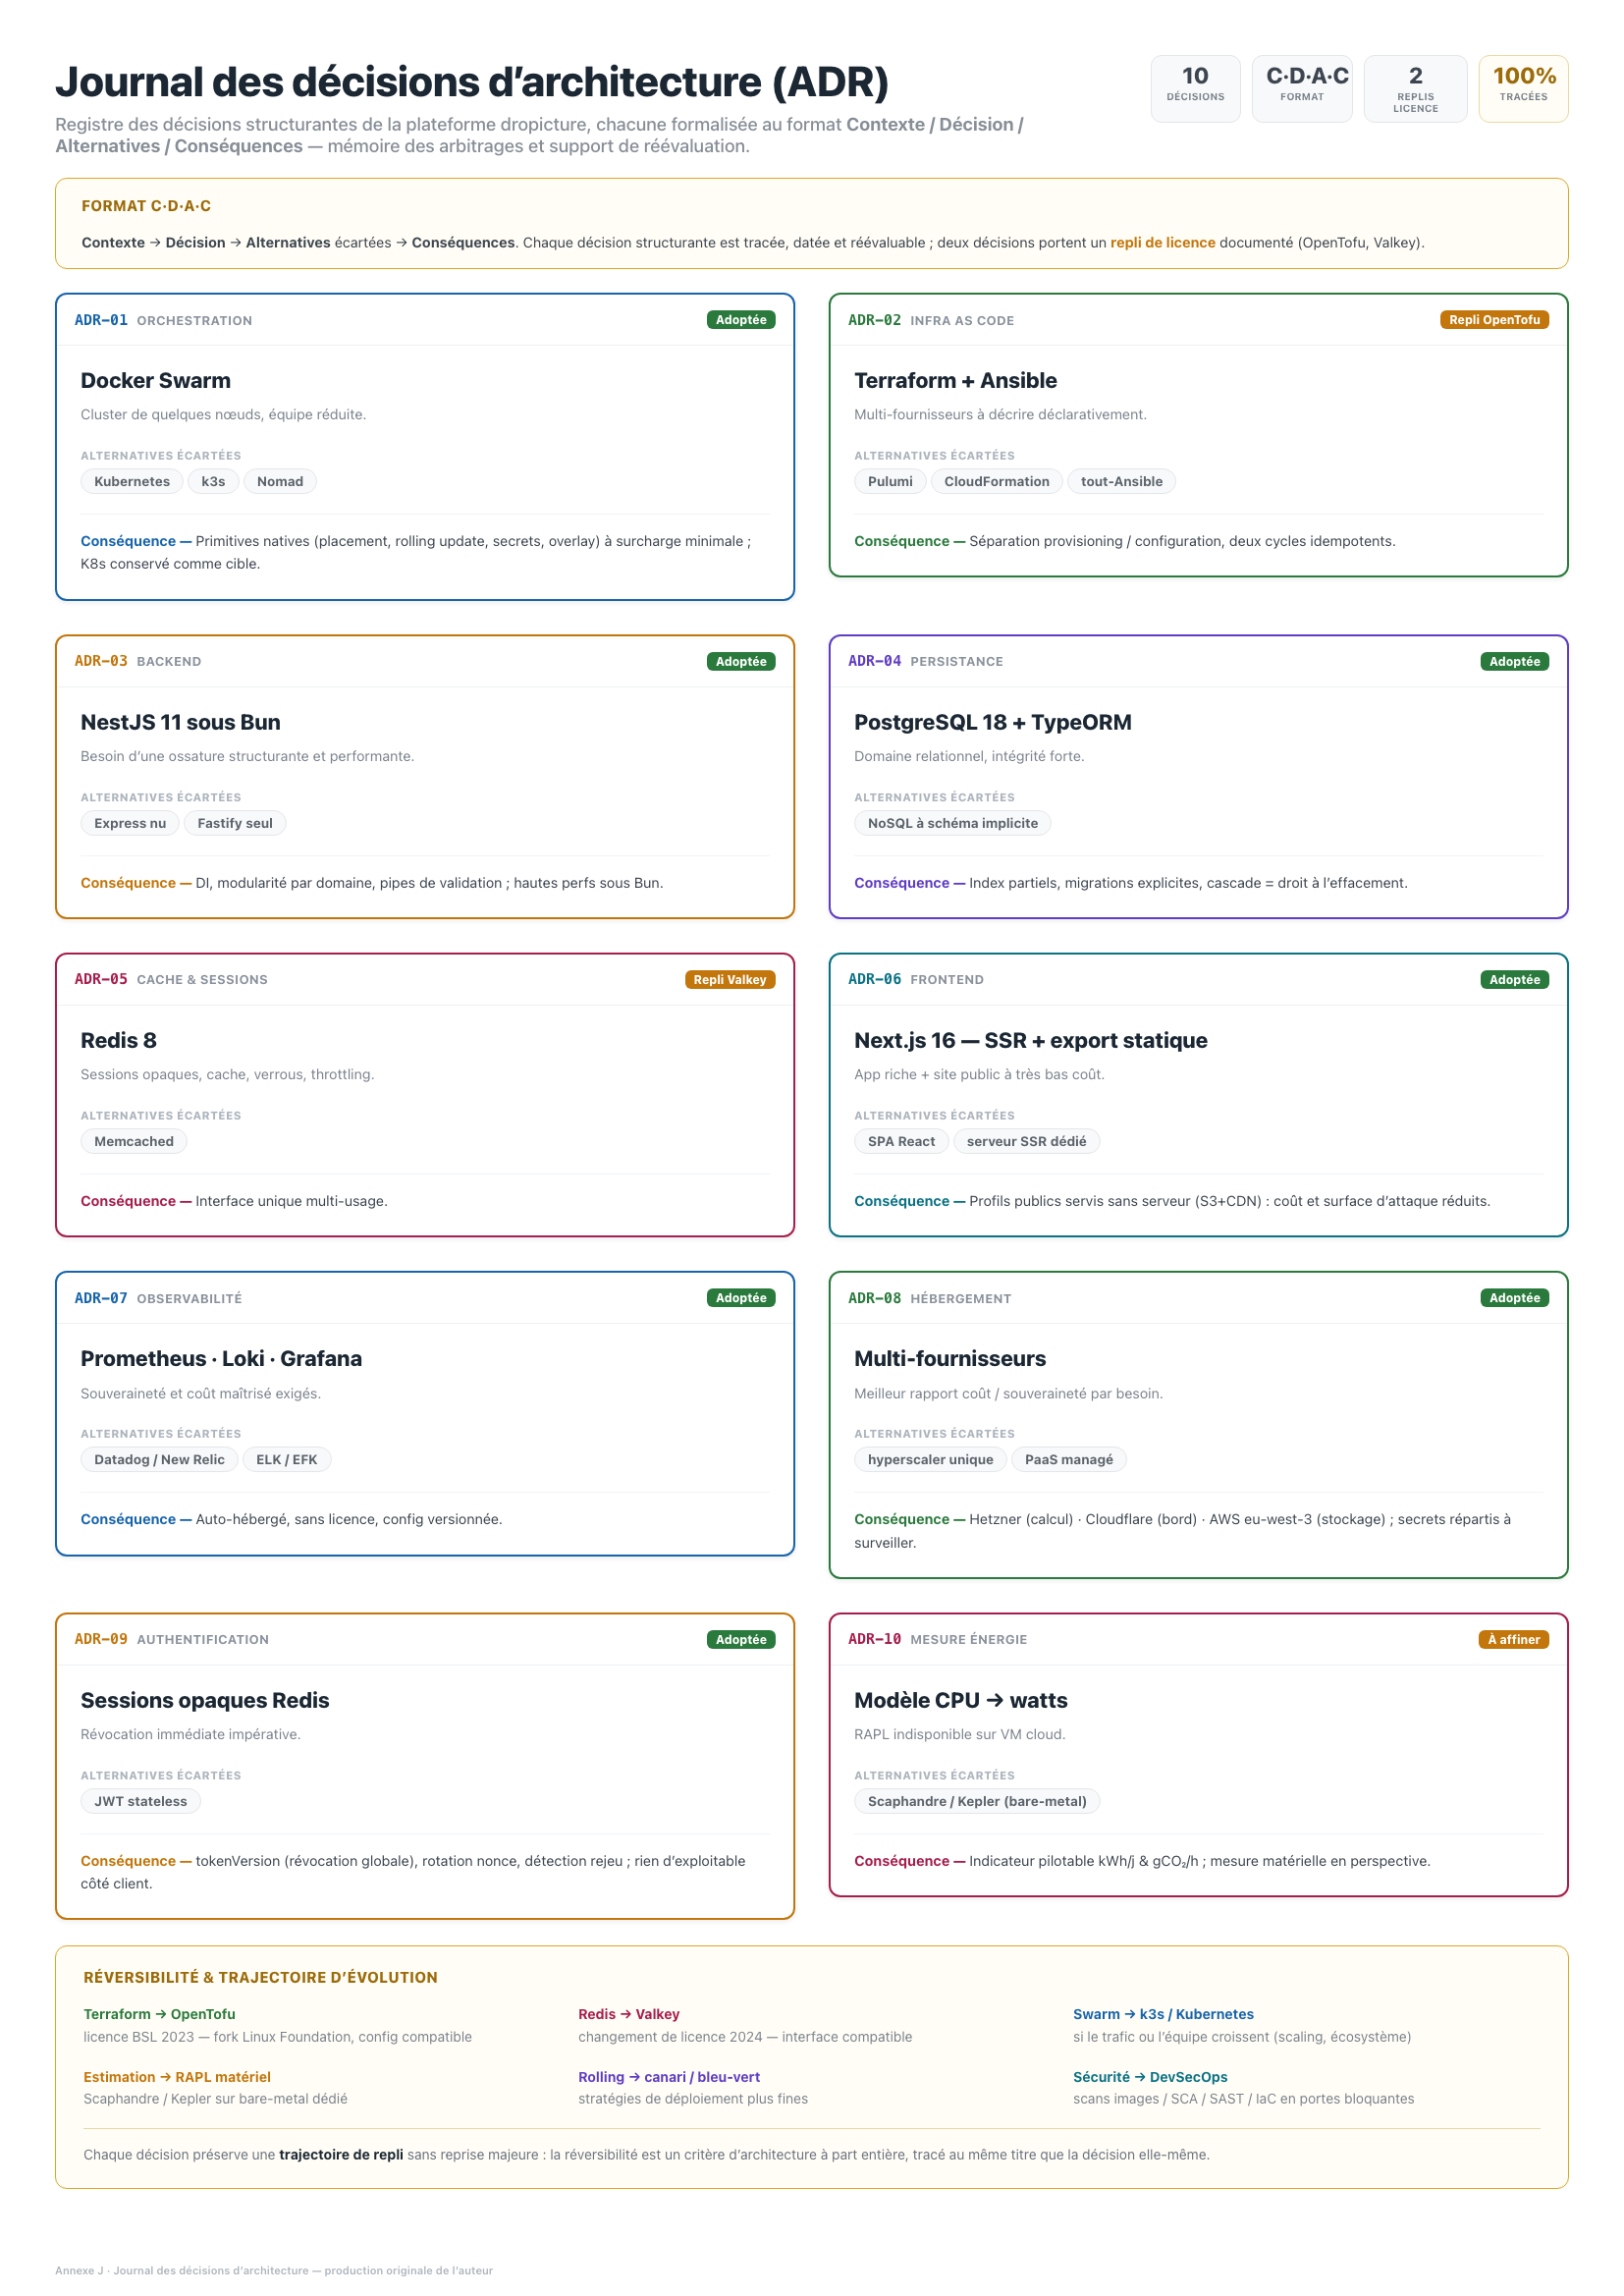 Journal des décisions d’architecture (ADR)
Registre des décisions structurantes de la plateforme dropicture, chacune formalisée au format Contexte / Décision /
Alternatives / Conséquences — mémoire des arbitrages et support de réévaluation.
10
DÉCISIONS
C·D·A·C
FORMAT
2
REPLIS
LICENCE
100%
TRACÉES
FORMAT C·D·A·C
Contexte → Décision → Alternatives écartées → Conséquences. Chaque décision structurante est tracée, datée et réévaluable ; deux décisions portent un repli de licence documenté (OpenTofu, Valkey).
ADR-01 ORCHESTRATION
Adoptée
Docker Swarm
Cluster de quelques nœuds, équipe réduite.
ALTERNATIVES ÉCARTÉES
Kubernetes k3s Nomad
Conséquence — Primitives natives (placement, rolling update, secrets, overlay) à surcharge minimale ;
K8s conservé comme cible.
ADR-02 INFRA AS CODE
Repli OpenTofu
Terraform + Ansible
Multi-fournisseurs à décrire déclarativement.
ALTERNATIVES ÉCARTÉES
Pulumi CloudFormation tout-Ansible
Conséquence — Séparation provisioning / configuration, deux cycles idempotents.
ADR-03 BACKEND
Adoptée
NestJS 11 sous Bun
Besoin d’une ossature structurante et performante.
ALTERNATIVES ÉCARTÉES
Express nu Fastify seul
Conséquence — DI, modularité par domaine, pipes de validation ; hautes perfs sous Bun.
ADR-04 PERSISTANCE
Adoptée
PostgreSQL 18 + TypeORM
Domaine relationnel, intégrité forte.
ALTERNATIVES ÉCARTÉES
NoSQL à schéma implicite
Conséquence — Index partiels, migrations explicites, cascade = droit à l’effacement.
ADR-05 CACHE & SESSIONS
Repli Valkey
Redis 8
Sessions opaques, cache, verrous, throttling.
ALTERNATIVES ÉCARTÉES
Memcached
Conséquence — Interface unique multi-usage.
ADR-06 FRONTEND
Adoptée
Next.js 16 — SSR + export statique
App riche + site public à très bas coût.
ALTERNATIVES ÉCARTÉES
SPA React serveur SSR dédié
Conséquence — Profils publics servis sans serveur (S3+CDN) : coût et surface d’attaque réduits.
ADR-07 OBSERVABILITÉ
Adoptée
Prometheus · Loki · Grafana
Souveraineté et coût maîtrisé exigés.
ALTERNATIVES ÉCARTÉES
Datadog / New Relic ELK / EFK
Conséquence — Auto-hébergé, sans licence, config versionnée.
ADR-08 HÉBERGEMENT
Adoptée
Multi-fournisseurs
Meilleur rapport coût / souveraineté par besoin.
ALTERNATIVES ÉCARTÉES
hyperscaler unique PaaS managé
Conséquence — Hetzner (calcul) · Cloudflare (bord) · AWS eu-west-3 (stockage) ; secrets répartis à
surveiller.
ADR-09 AUTHENTIFICATION
Adoptée
Sessions opaques Redis
Révocation immédiate impérative.
ALTERNATIVES ÉCARTÉES
JWT stateless
Conséquence — tokenVersion (révocation globale), rotation nonce, détection rejeu ; rien d’exploitable
côté client.
ADR-10 MESURE ÉNERGIE
À affiner
Modèle CPU → watts
RAPL indisponible sur VM cloud.
ALTERNATIVES ÉCARTÉES
Scaphandre / Kepler (bare-metal)
Conséquence — Indicateur pilotable kWh/j & gCO₂/h ; mesure matérielle en perspective.
RÉVERSIBILITÉ & TRAJECTOIRE D’ÉVOLUTION
Terraform → OpenTofu
licence BSL 2023 — fork Linux Foundation, config compatible
Redis → Valkey
changement de licence 2024 — interface compatible
Swarm → k3s / Kubernetes
si le trafic ou l’équipe croissent (scaling, écosystème)
Estimation → RAPL matériel
Scaphandre / Kepler sur bare-metal dédié
Rolling → canari / bleu-vert
stratégies de déploiement plus fines
Sécurité → DevSecOps
scans images / SCA / SAST / IaC en portes bloquantes
Chaque décision préserve une trajectoire de repli sans reprise majeure : la réversibilité est un critère d’architecture à part entière, tracé au même titre que la décision elle-même.
Annexe J · Journal des décisions d’architecture — production originale de l’auteur